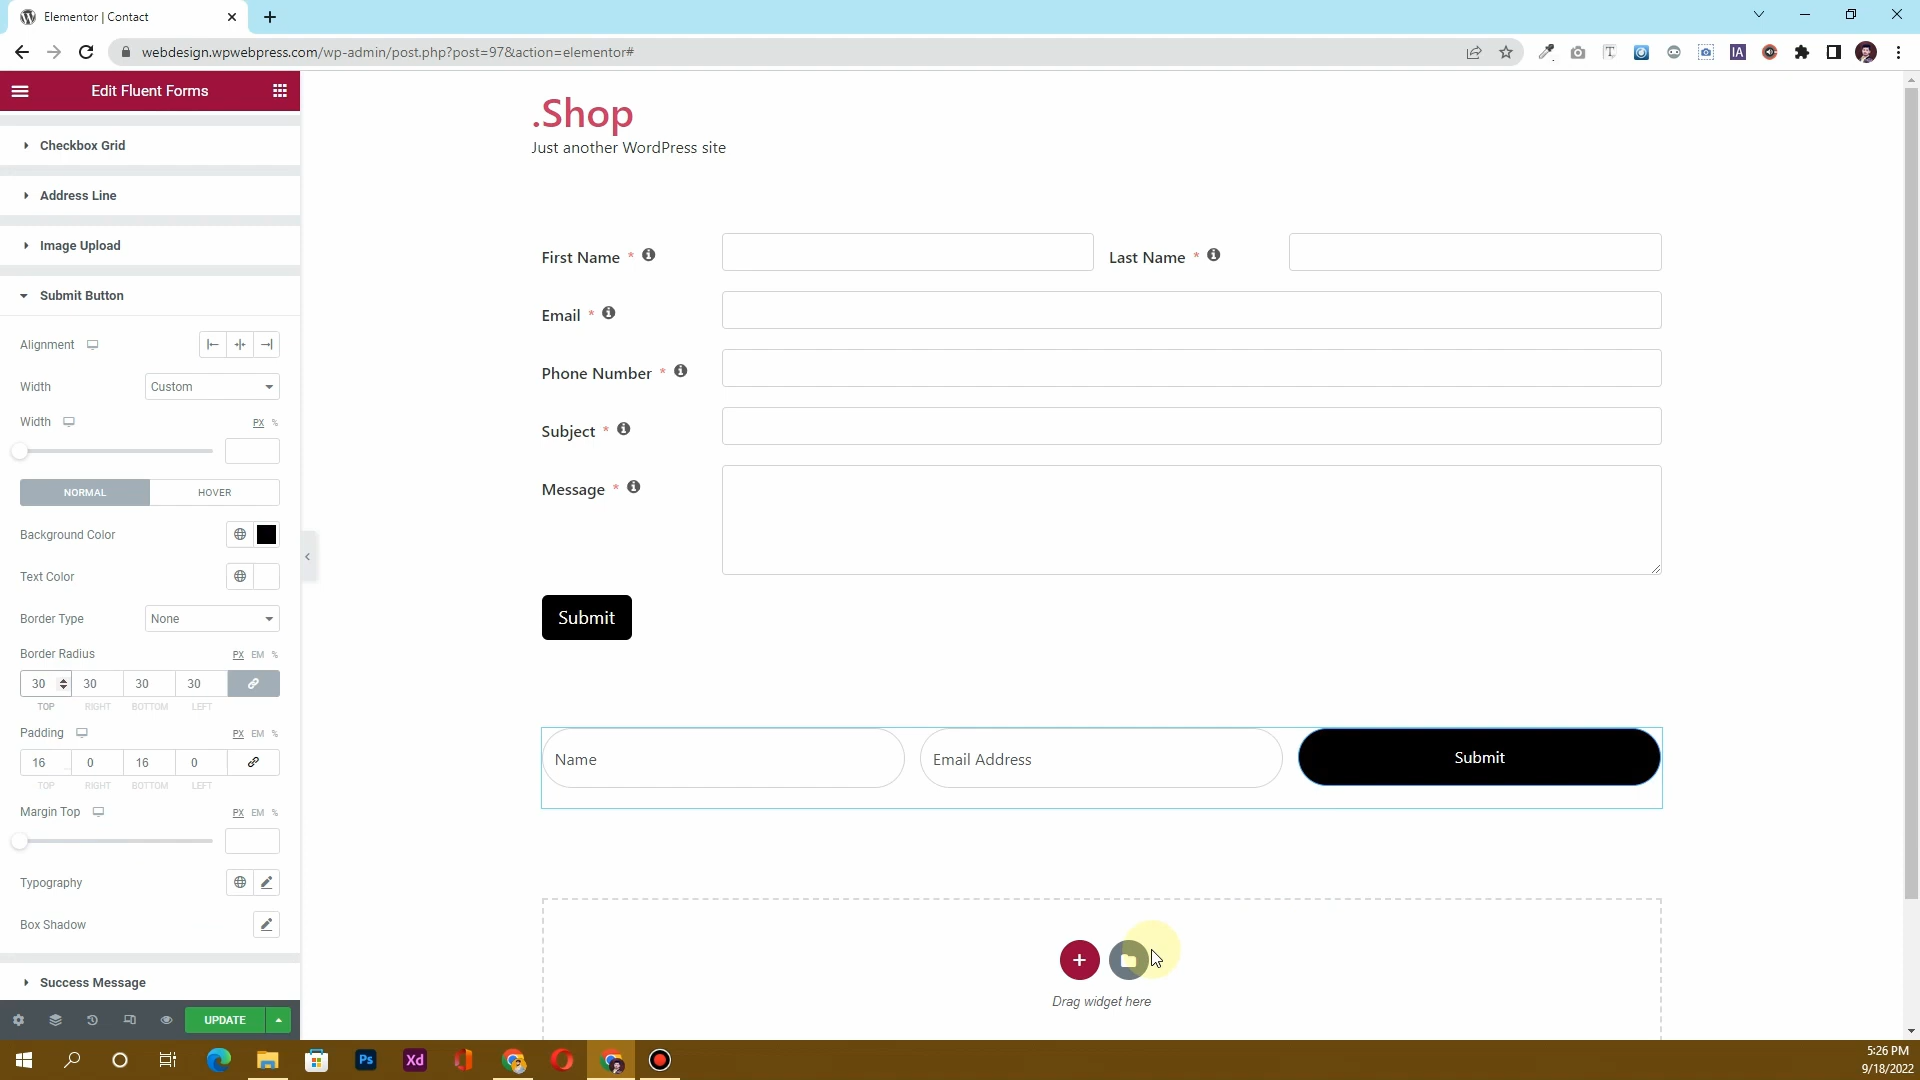 Elementor | Contact
webdesign.wpwebpress.com/wp-admin/post.php?post=97&action=elementor#
T
IA
Edit Fluent Forms
.Shop
Just another WordPress site
Checkbox Grid
Address Line
Image Upload
Submit Button
Alignment
Width Custom
Width PX %
NORMAL HOVER
Background Color
Text Color
Border Type None
Border Radius PX EM %
30 30 30 30
TOP RIGHT BOTTOM LEFT
Padding PX EM %
16 0 16 0
TOP RIGHT BOTTOM LEFT
Margin Top PX EM %
Typography
Box Shadow
Success Message
UPDATE
First Name * Last Name *
Email *
Phone Number *
Subject *
Message *
Submit
Name Email Address Submit
Drag widget here
Ps Xd
5:26 PM
9/18/2022